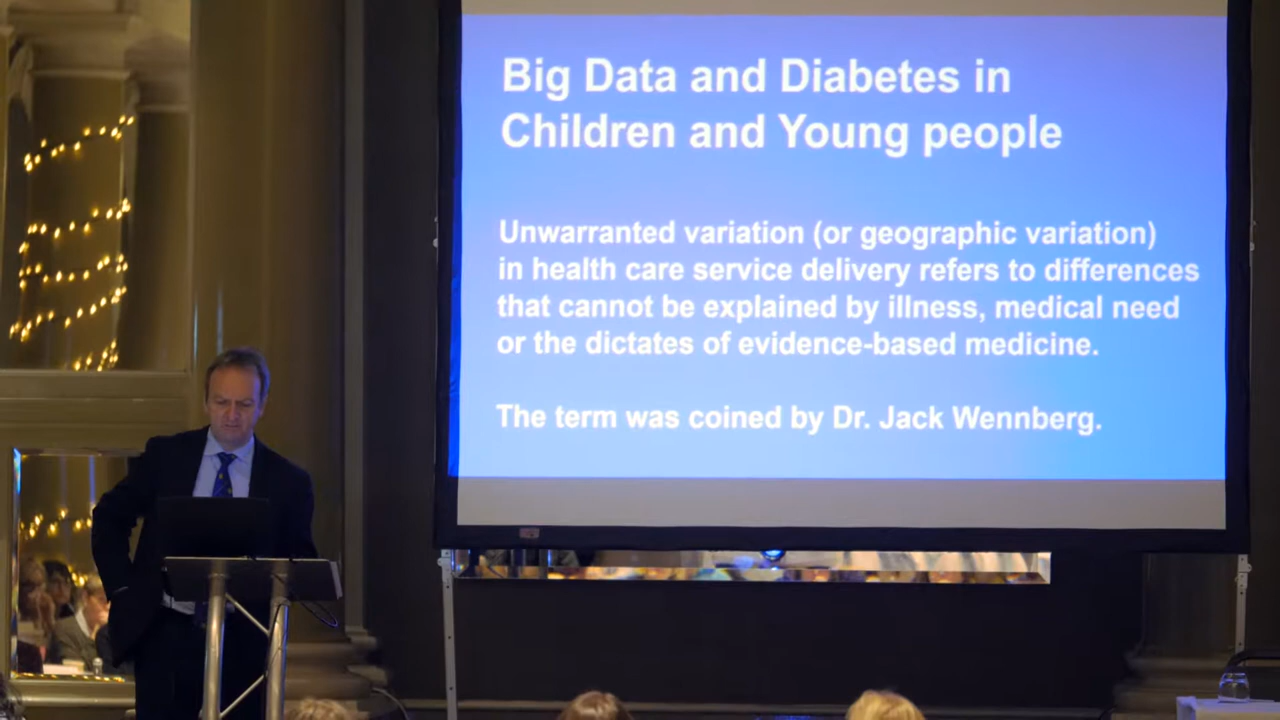 Big Data and Diabetes in
Children and Young people
Unwarranted variation (or geographic variation)
in health care service delivery refers to differences
that cannot be explained by illness, medical need
or the dictates of evidence-based medicine.
The term was coined by Dr. Jack Wennberg.